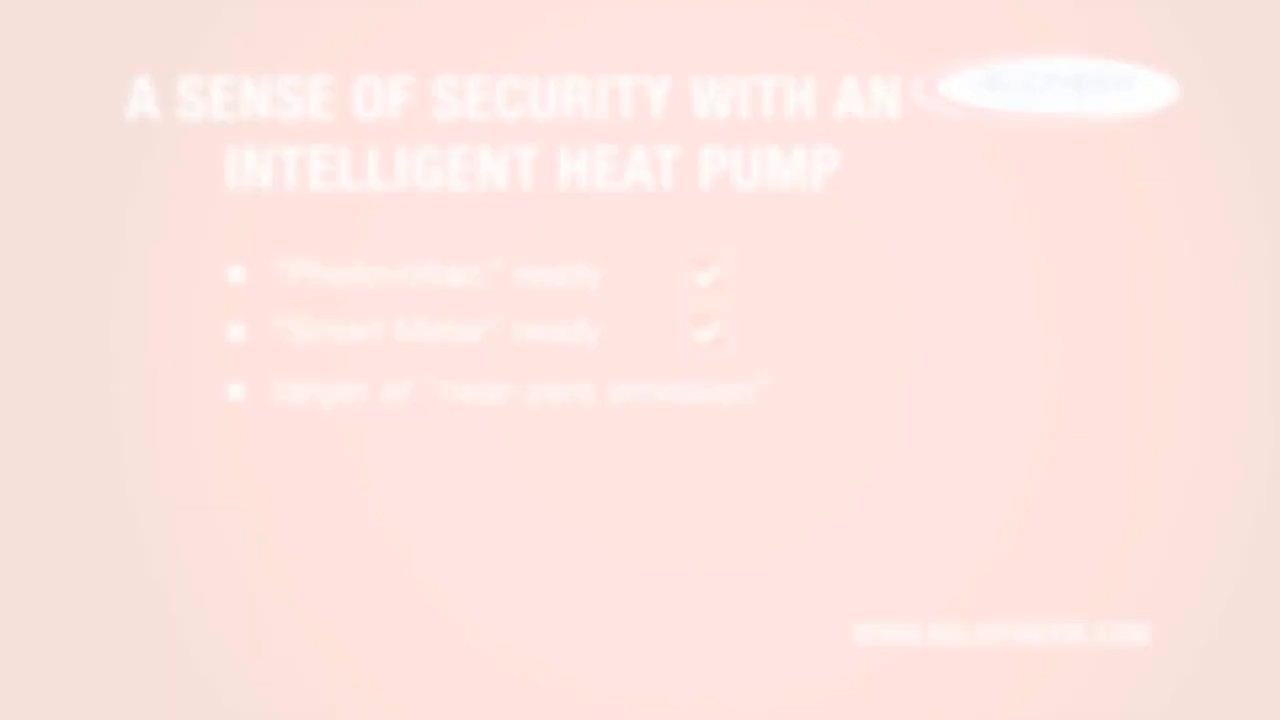 A SENSE OF SECURITY WITH AN
INTELLIGENT HEAT PUMP
"Photovoltaic" ready
"Smart Meter" ready
Target of "near-zero emission"